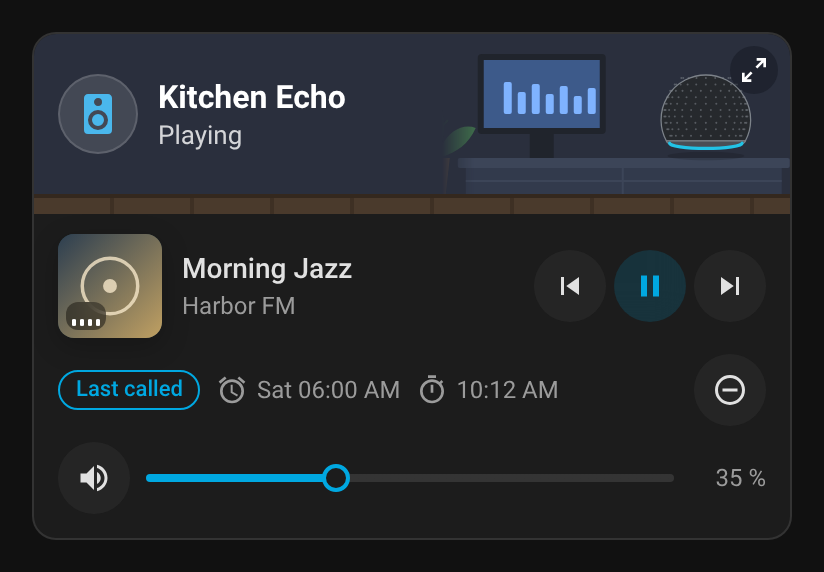 Kitchen Echo
Playing
Morning Jazz
Harbor FM
Last called Sat 06:00 AM 10:12 AM
35 %